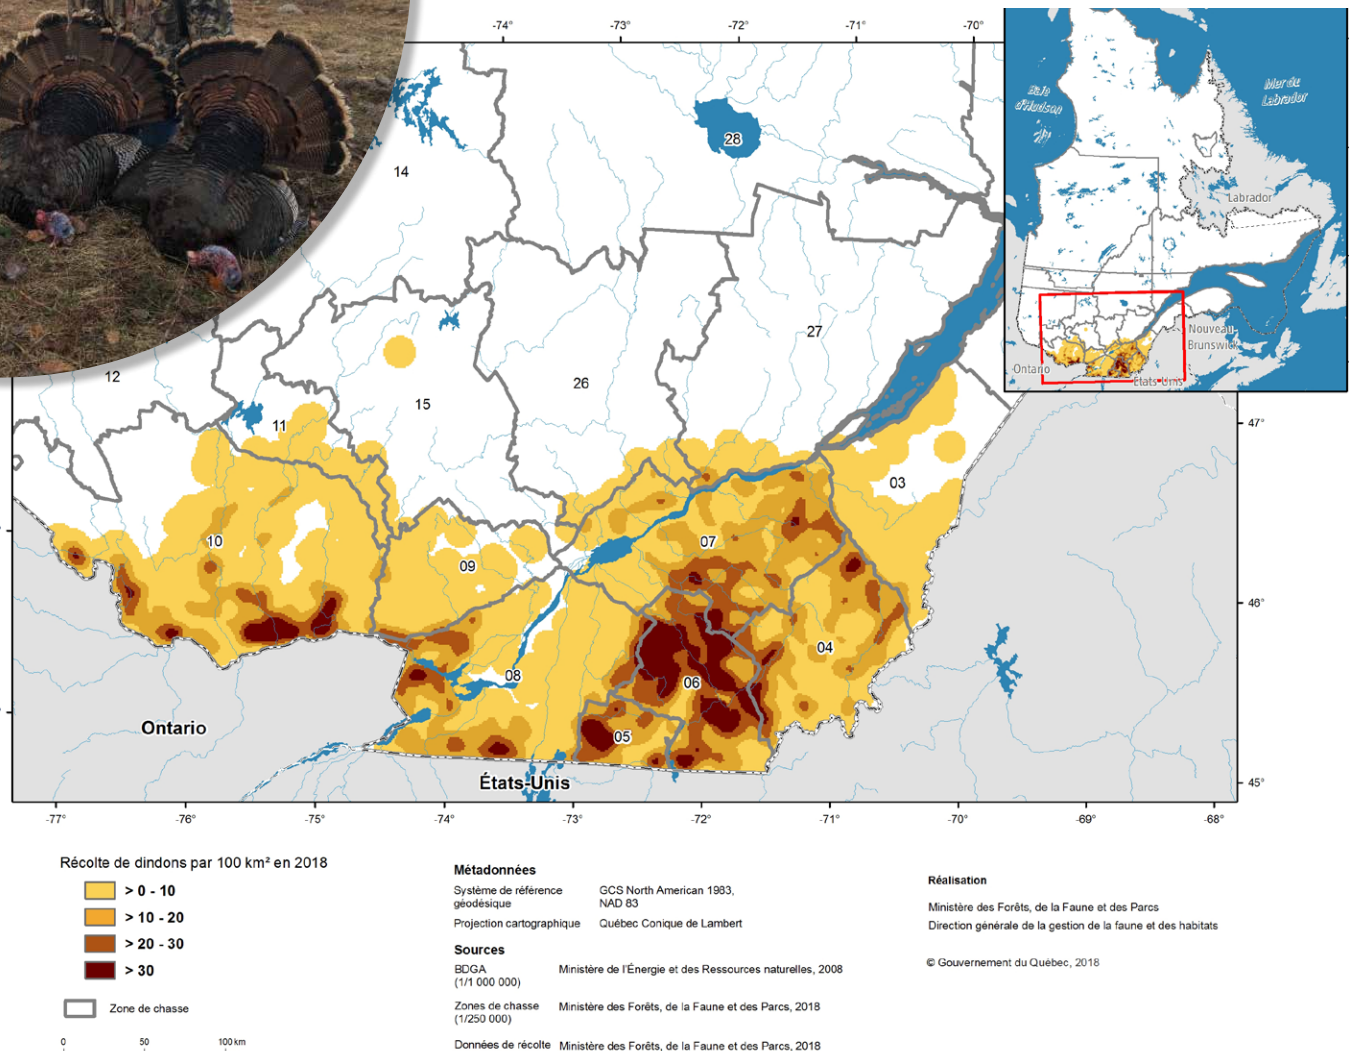 -74°
-73°
-72°
-71°
-70°
Baie
d'Hudson
Mer du
Labrador
Labrador
Nouveau-
Brunswick
Ontario
États-Unis
28
14
27
12
26
15
11
47°
03
10
07
09
46°
04
08
06
05
Ontario
États-Unis
45°
-77°
-76°
-75°
-74°
-73°
-72°
-71°
-70°
-69°
-68°
Récolte de dindons par 100 km² en 2018
> 0 - 10
> 10 - 20
> 20 - 30
> 30
Zone de chasse
0 50 100 km
Métadonnées
Système de référence géodésique GCS North American 1983, NAD 83
Projection cartographique Québec Conique de Lambert
Sources
BDGA (1/1 000 000) Ministère de l'Énergie et des Ressources naturelles, 2008
Zones de chasse (1/250 000) Ministère des Forêts, de la Faune et des Parcs, 2018
Données de récolte Ministère des Forêts, de la Faune et des Parcs, 2018
Réalisation
Ministère des Forêts, de la Faune et des Parcs
Direction générale de la gestion de la faune et des habitats
© Gouvernement du Québec, 2018